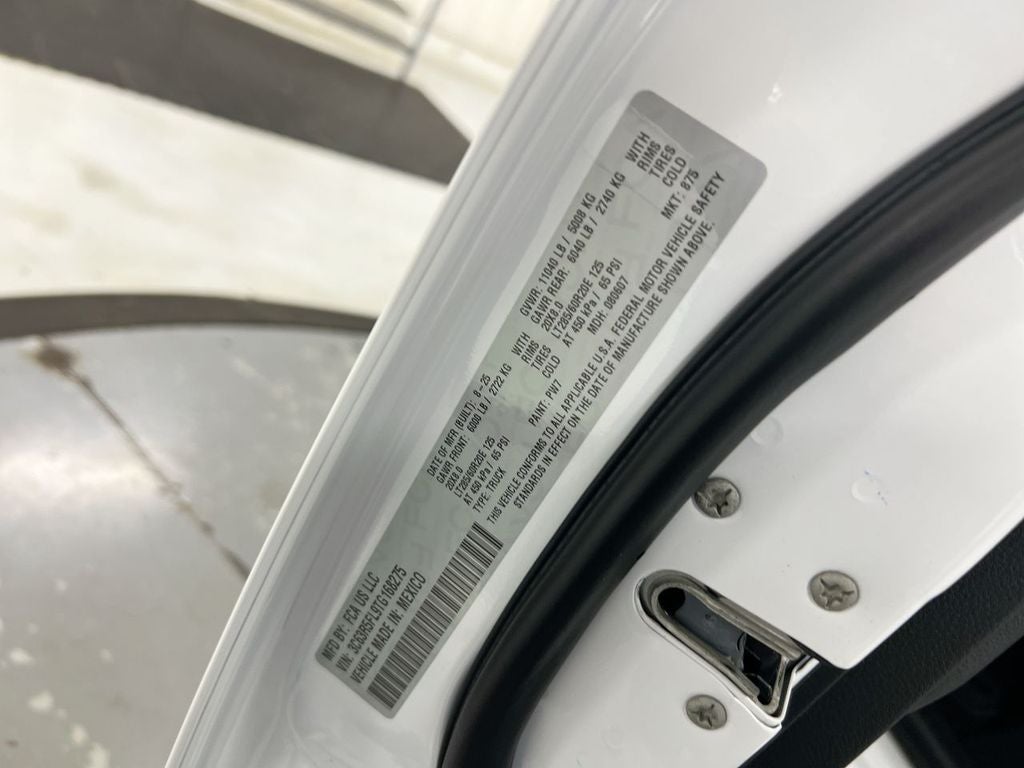 MFD BY: FCA US LLC
DATE OF MFR (BUILT): 8-25
GVWR: 11040 LB / 5008 KG
GAWR FRONT: 6000 LB / 2722 KG WITH
GAWR REAR: 6040 LB / 2740 KG WITH
20X8.0 RIMS
20X8.0 RIMS
LT285/60R20E 125 TIRES
LT285/60R20E 125 TIRES
AT 450 kPa / 65 PSI COLD
AT 450 kPa / 65 PSI COLD
VIN: 3C63R5FL9TG168275
TYPE: TRUCK
MDH: 080607
MKT: 875
VEHICLE MADE IN: MEXICO
PAINT: PW7
THIS VEHICLE CONFORMS TO ALL APPLICABLE U.S.A. FEDERAL MOTOR VEHICLE SAFETY
STANDARDS IN EFFECT ON THE DATE OF MANUFACTURE SHOWN ABOVE.